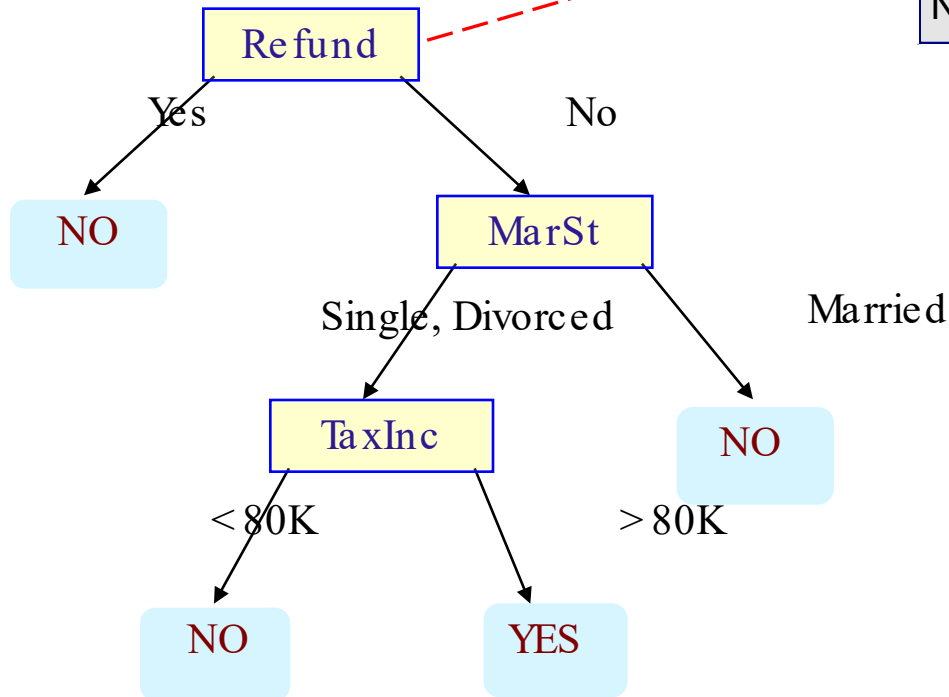 Refund
Yes
No
NO
MarSt
Single, Divorced
Married
TaxInc
NO
< 80K
> 80K
NO
YES